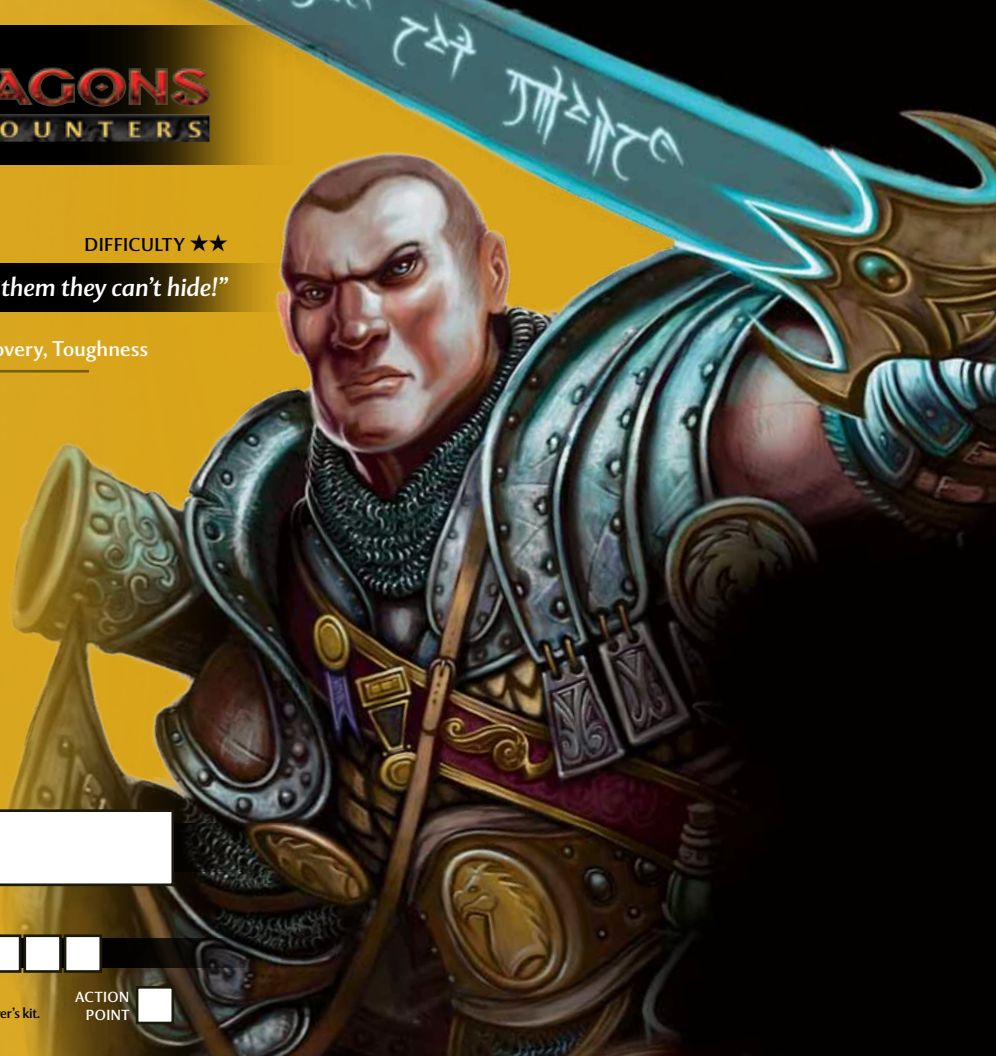 AGONS
OUNTERS
DIFFICULTY ★★
them they can’t hide!”
overy, Toughness
ACTION
POINT
er’s kit.